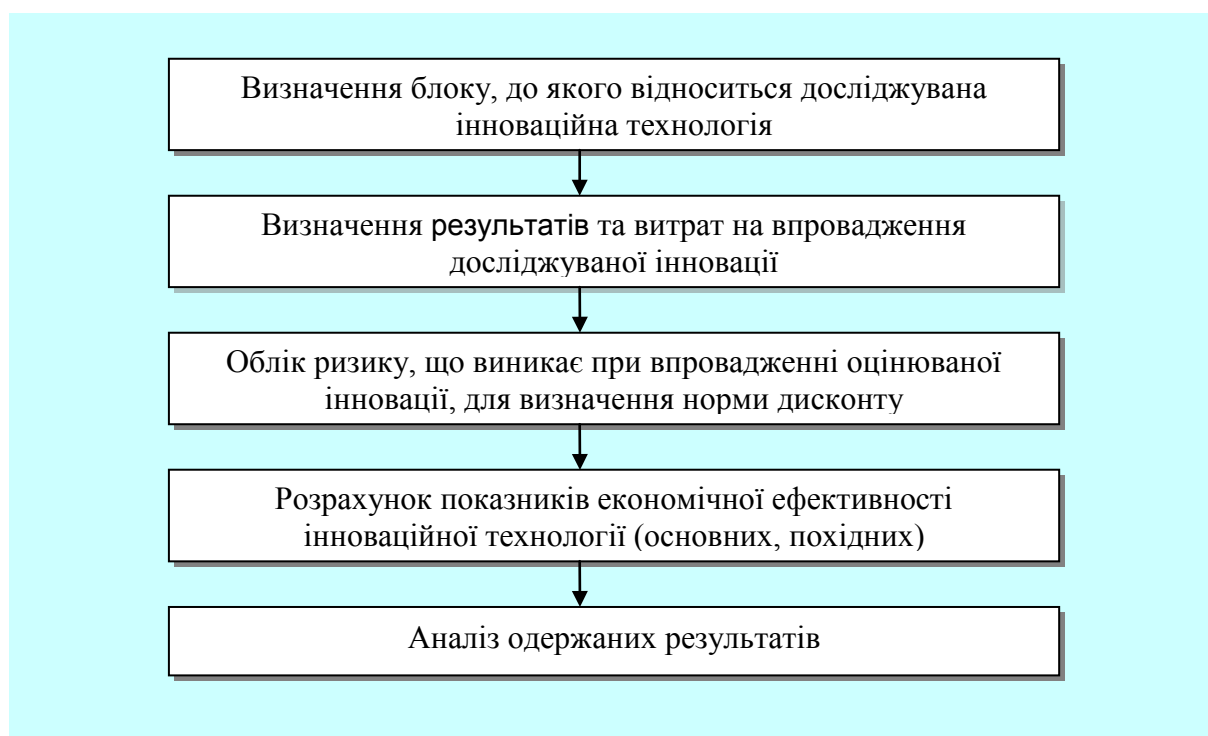 Визначення блоку, до якого відноситься досліджувана
інноваційна технологія
Визначення результатів та витрат на впровадження
досліджуваної інновації
Облік ризику, що виникає при впровадженні оцінюваної
інновації, для визначення норми дисконту
Розрахунок показників економічної ефективності
інноваційної технології (основних, похідних)
Аналіз одержаних результатів